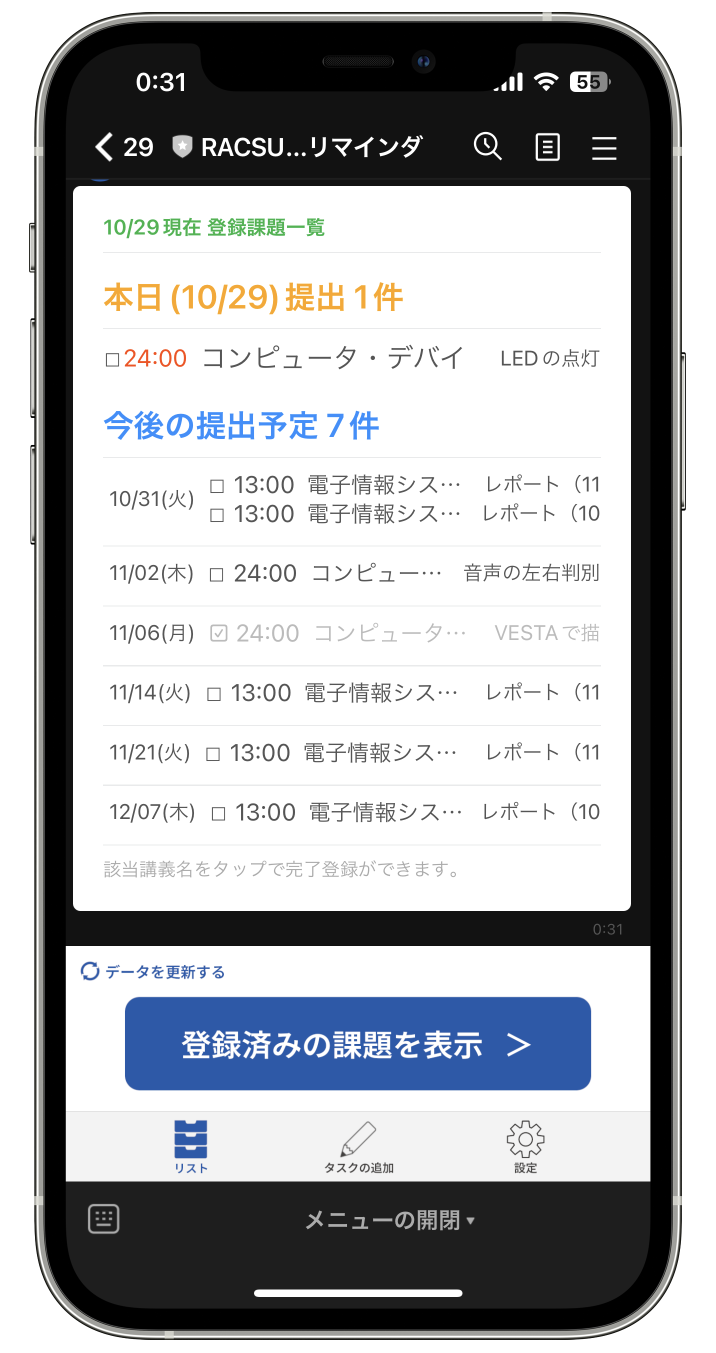 0:31
55
29 RACSU...リマインダ
10/29現在 登録課題一覧
本日(10/29)提出 1件
24:00 コンピュータ・デバイ LEDの点灯
今後の提出予定 7件
10/31(火) 13:00 電子情報シス… レポート（11
13:00 電子情報シス… レポート（10
11/02(木) 24:00 コンピュー… 音声の左右判別
11/06(月) 24:00 コンピュータ… VESTAで描
11/14(火) 13:00 電子情報シス… レポート（11
11/21(火) 13:00 電子情報シス… レポート（11
12/07(木) 13:00 電子情報シス… レポート（10
該当講義名をタップで完了登録ができます。
0:31
データを更新する
登録済みの課題を表示 ＞
リスト タスクの追加 設定
メニューの開閉▾